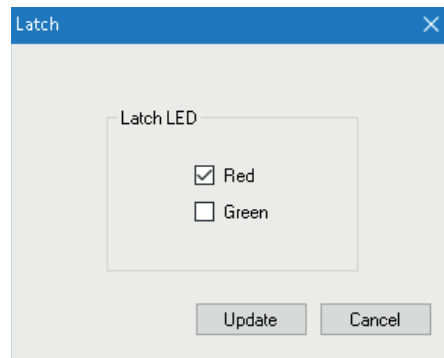 Latch
Latch LED
Red
Green
Update Cancel